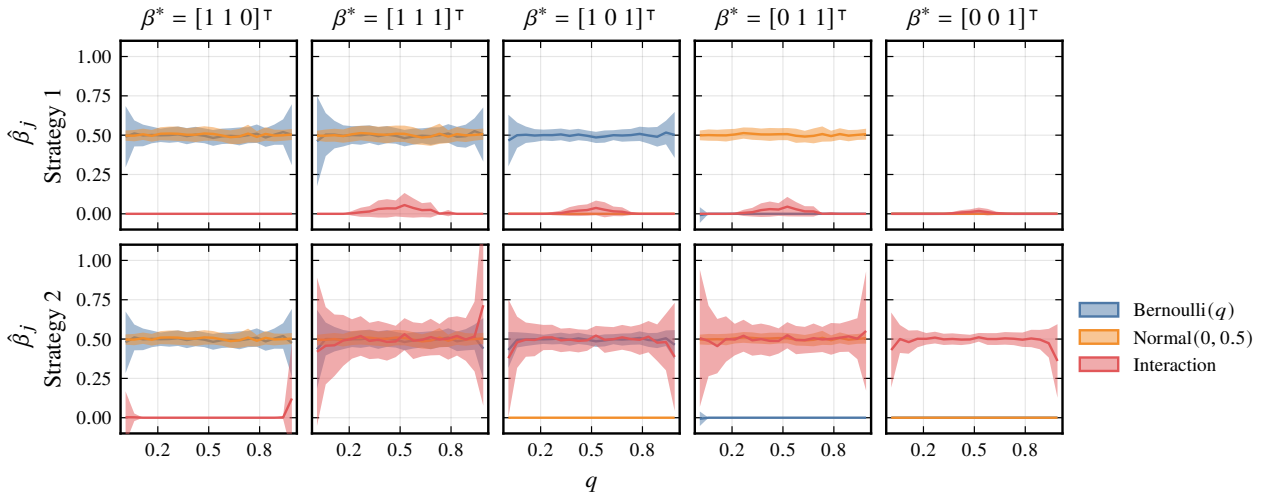 β* = [1 1 0]ᵀ β* = [1 1 1]ᵀ β* = [1 0 1]ᵀ β* = [0 1 1]ᵀ β* = [0 0 1]ᵀ
β̂ⱼ
Strategy 1
1.00
0.75
0.50
0.25
0.00
β̂ⱼ
Strategy 2
1.00
0.75
0.50
0.25
0.00
0.2 0.5 0.8 0.2 0.5 0.8 0.2 0.5 0.8 0.2 0.5 0.8 0.2 0.5 0.8
q
Bernoulli(q)
Normal(0, 0.5)
Interaction